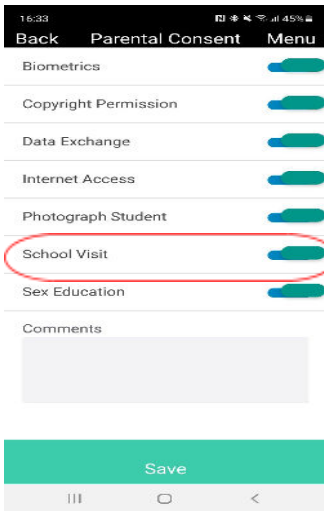 16:33 45%
Back Parental Consent Menu
Biometrics
Copyright Permission
Data Exchange
Internet Access
Photograph Student
School Visit
Sex Education
Comments
Save